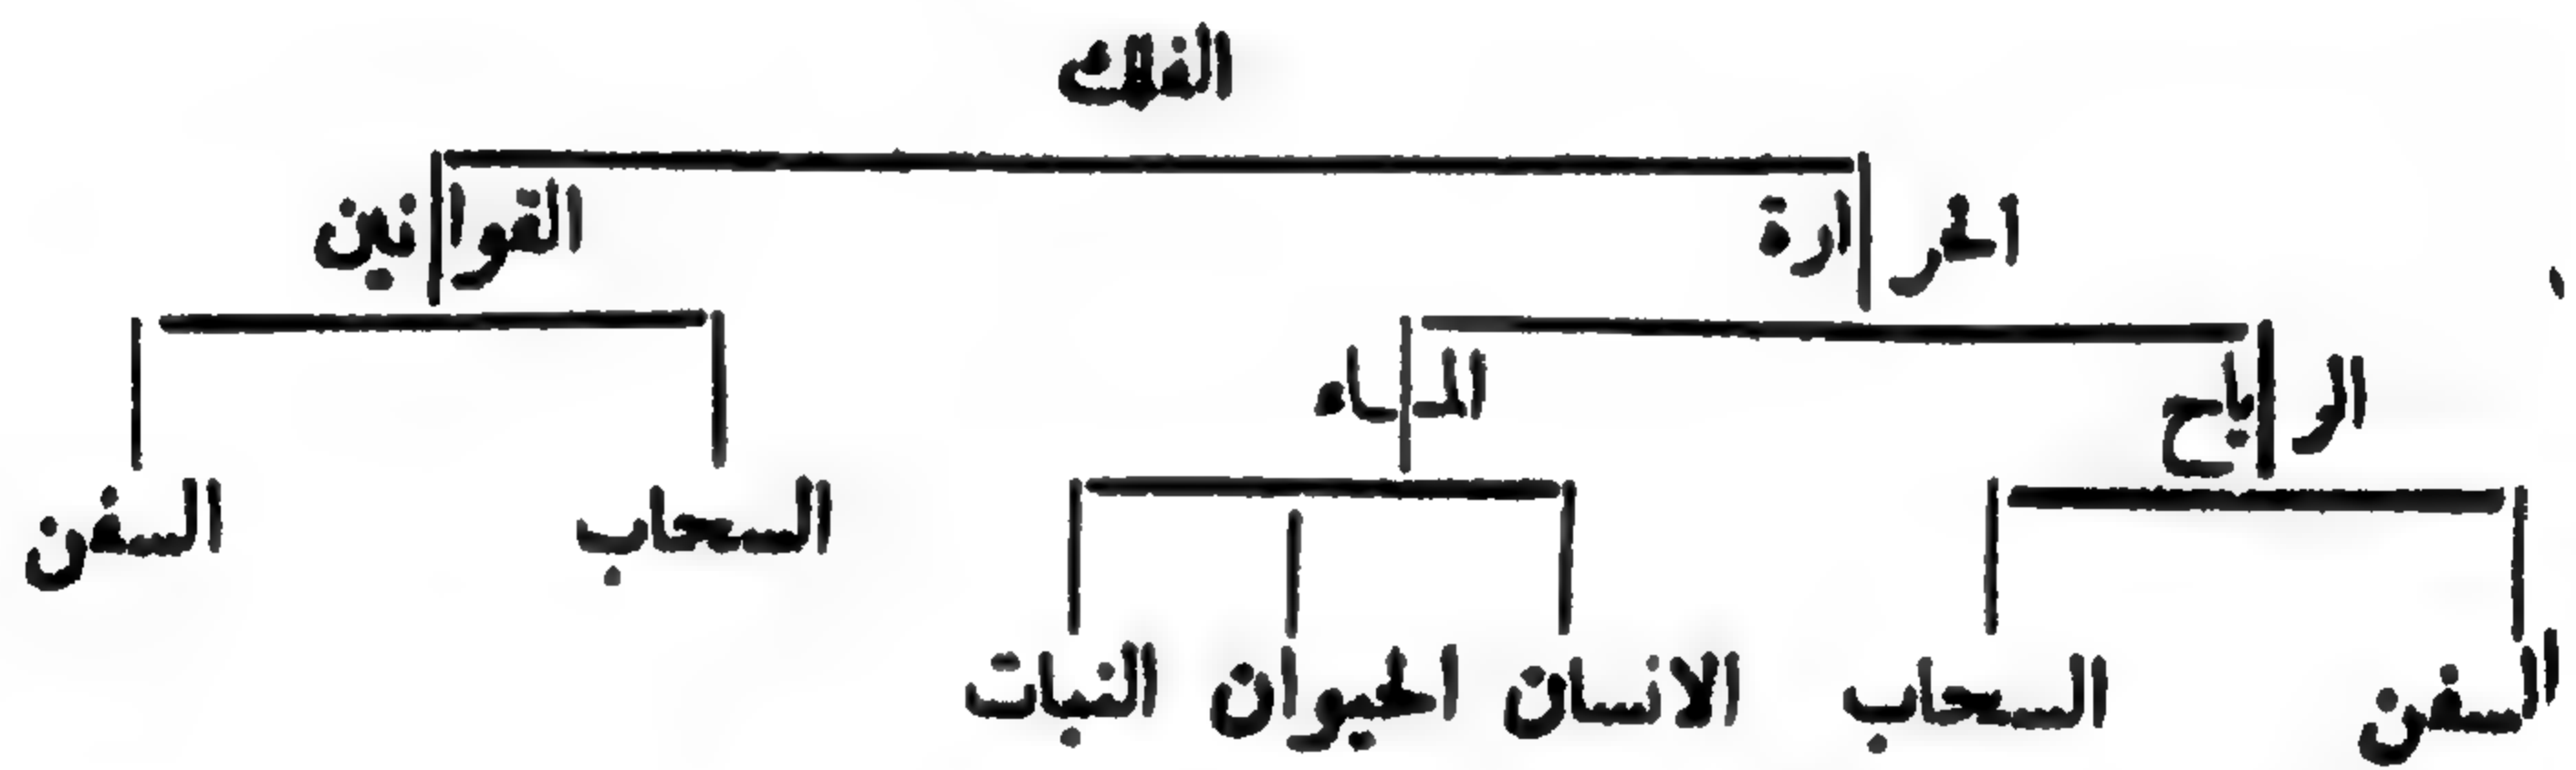 الفلك
الحرارة القوانين
الرياح الماء
السحاب السفن
السفن السحاب الانسان الحيوان النبات